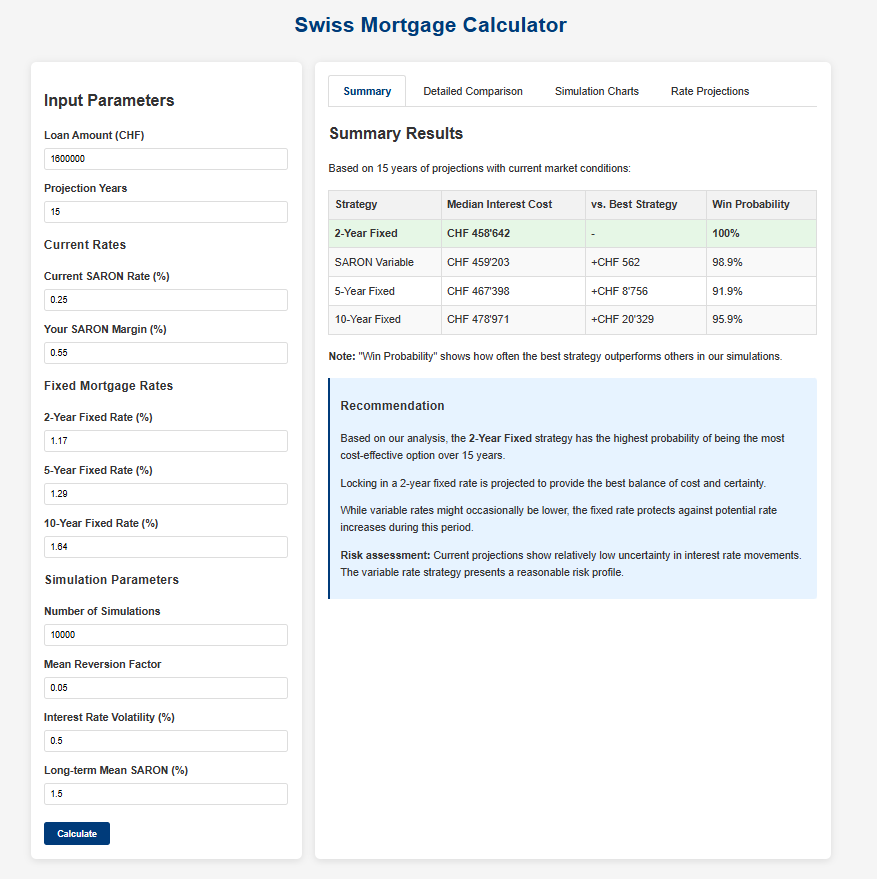 Swiss Mortgage Calculator
Input Parameters
Loan Amount (CHF)
1600000
Projection Years
15
Current Rates
Current SARON Rate (%)
0.25
Your SARON Margin (%)
0.55
Fixed Mortgage Rates
2-Year Fixed Rate (%)
1.17
5-Year Fixed Rate (%)
1.29
10-Year Fixed Rate (%)
1.64
Simulation Parameters
Number of Simulations
10000
Mean Reversion Factor
0.05
Interest Rate Volatility (%)
0.5
Long-term Mean SARON (%)
1.5
Calculate
Summary Detailed Comparison Simulation Charts Rate Projections
Summary Results
Based on 15 years of projections with current market conditions:
Strategy Median Interest Cost vs. Best Strategy Win Probability
2-Year Fixed CHF 458'642 - 100%
SARON Variable CHF 459'203 +CHF 562 98.9%
5-Year Fixed CHF 467'398 +CHF 8'756 91.9%
10-Year Fixed CHF 478'971 +CHF 20'329 95.9%
Note: "Win Probability" shows how often the best strategy outperforms others in our simulations.
Recommendation
Based on our analysis, the 2-Year Fixed strategy has the highest probability of being the most
cost-effective option over 15 years.
Locking in a 2-year fixed rate is projected to provide the best balance of cost and certainty.
While variable rates might occasionally be lower, the fixed rate protects against potential rate
increases during this period.
Risk assessment: Current projections show relatively low uncertainty in interest rate movements.
The variable rate strategy presents a reasonable risk profile.